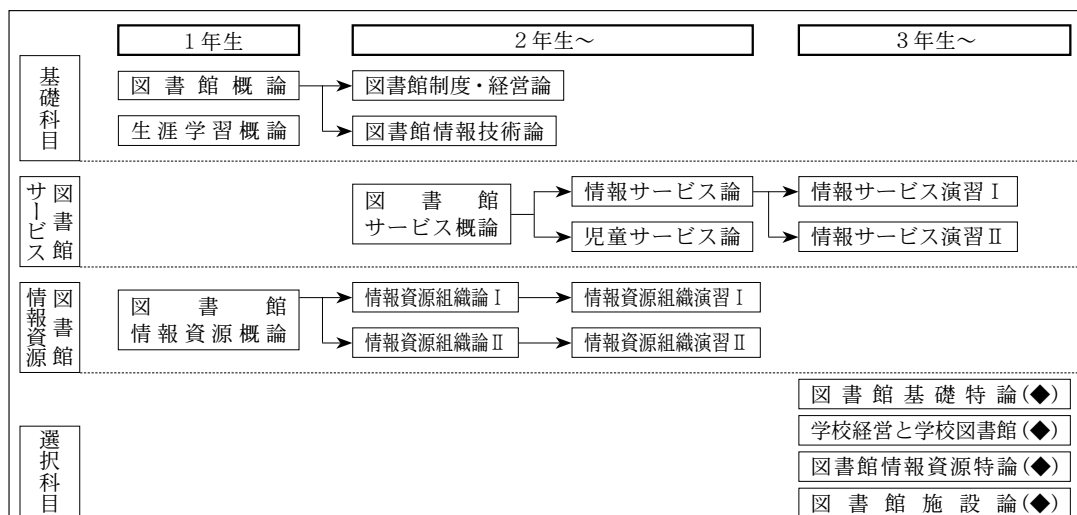 1年生
2年生～
3年生～
基礎科目
図書館概論
図書館制度・経営論
生涯学習概論
図書館情報技術論
図書館
サービス
図書館
サービス概論
情報サービス論
情報サービス演習Ⅰ
児童サービス論
情報サービス演習Ⅱ
図書館
情報資源
図書館
情報資源概論
情報資源組織論Ⅰ
情報資源組織演習Ⅰ
情報資源組織論Ⅱ
情報資源組織演習Ⅱ
選択科目
図書館基礎特論(◆)
学校経営と学校図書館(◆)
図書館情報資源特論(◆)
図書館施設論(◆)